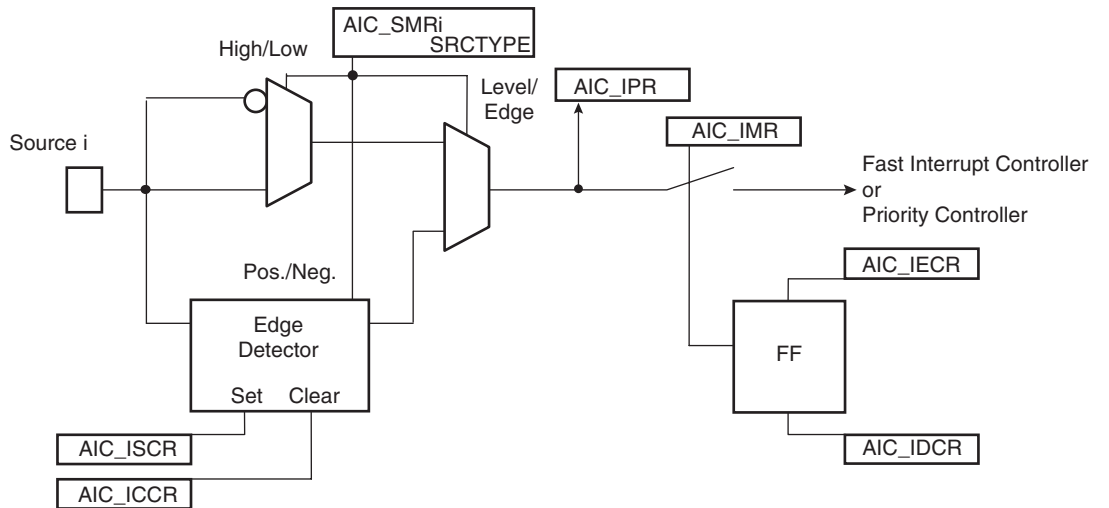 AIC_SMRi
SRCTYPE
High/Low
Level/
Edge
AIC_IPR
AIC_IMR
Source i
Fast Interrupt Controller
or
Priority Controller
Pos./Neg.
AIC_IECR
Edge
Detector
FF
Set Clear
AIC_ISCR
AIC_IDCR
AIC_ICCR